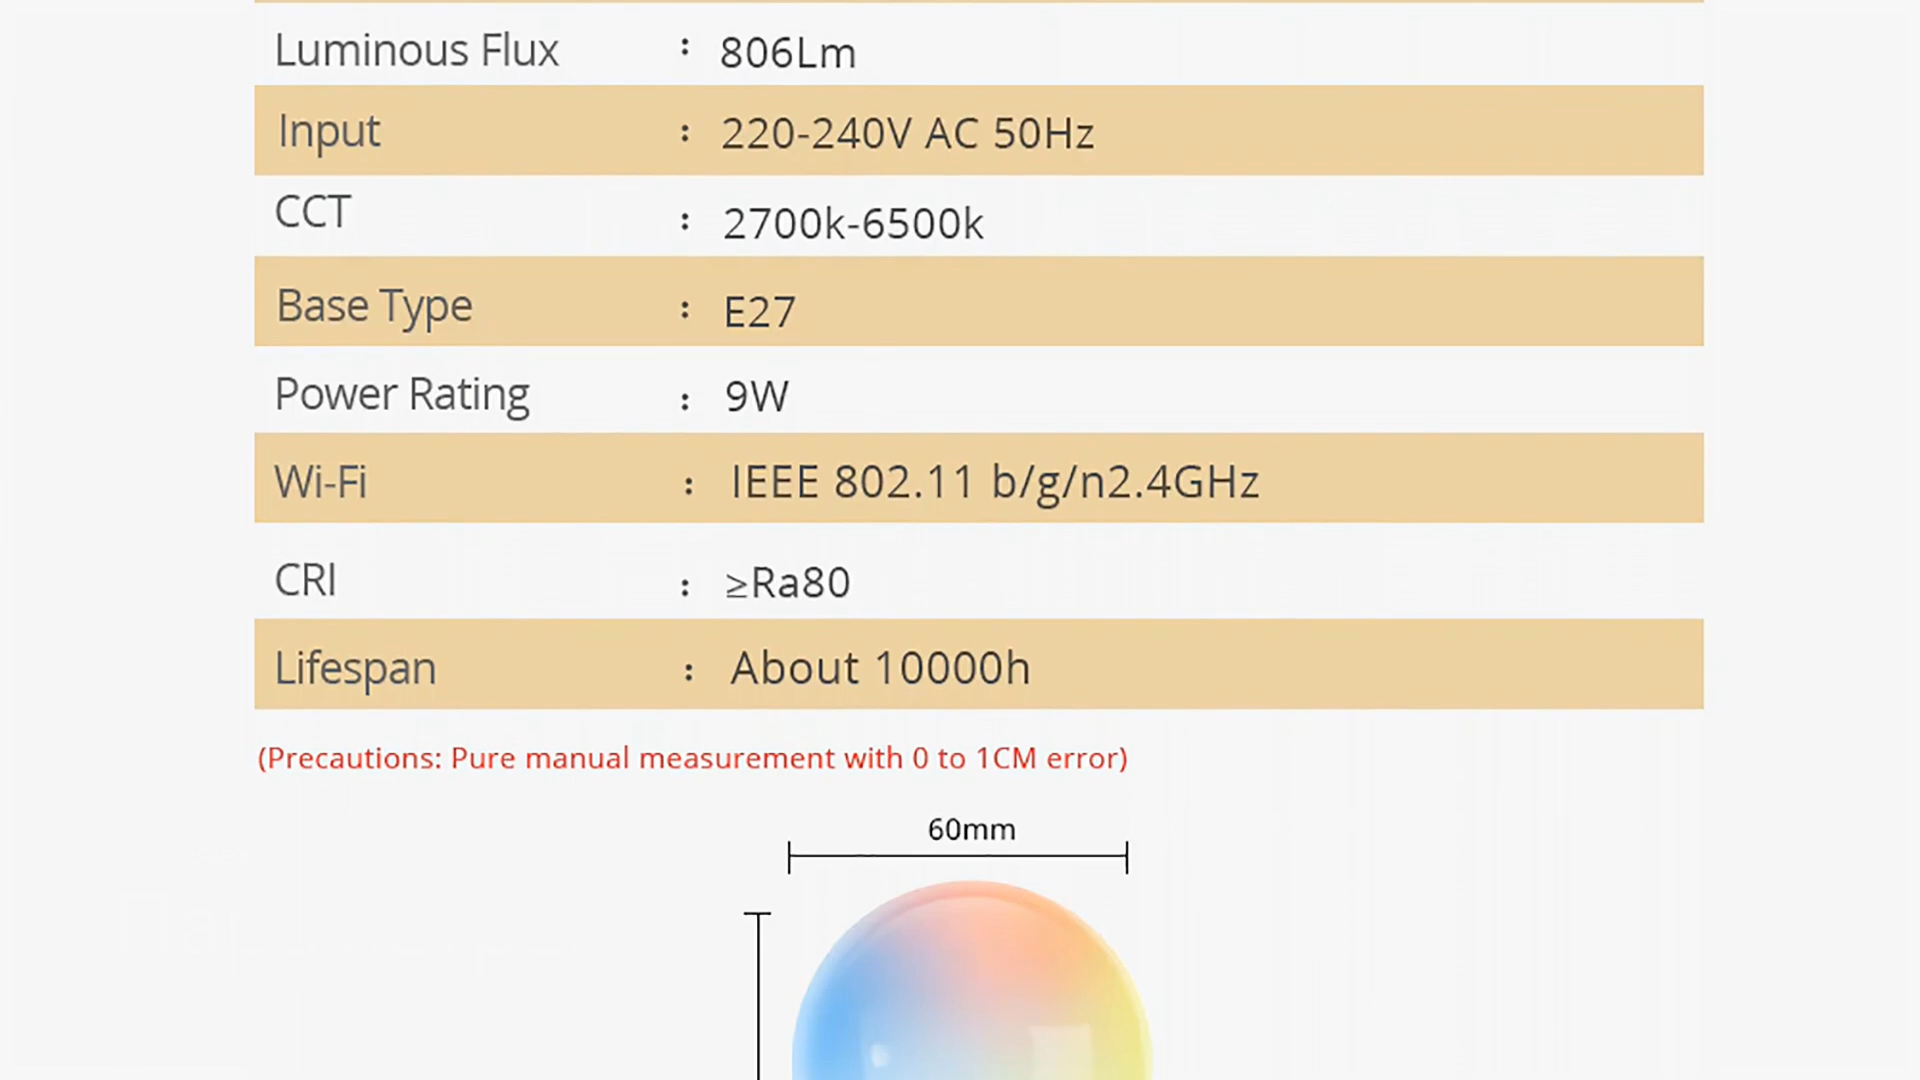 Luminous Flux : 806Lm
Input : 220-240V AC 50Hz
CCT : 2700k-6500k
Base Type : E27
Power Rating : 9W
Wi-Fi : IEEE 802.11 b/g/n2.4GHz
CRI : ≥Ra80
Lifespan : About 10000h
(Precautions: Pure manual measurement with 0 to 1CM error)
60mm